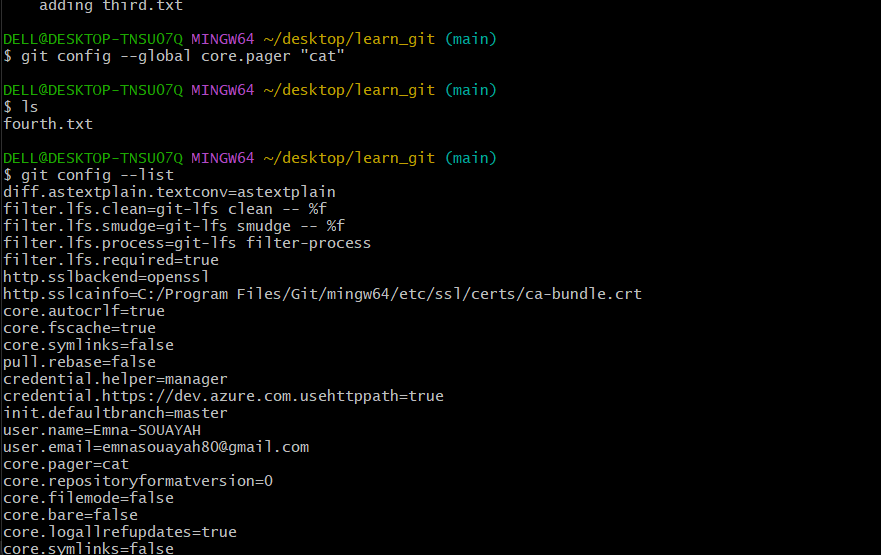 adding third.txt
DELL@DESKTOP-TNSU07Q MINGW64 ~/desktop/learn_git (main)
$ git config --global core.pager "cat"
DELL@DESKTOP-TNSU07Q MINGW64 ~/desktop/learn_git (main)
$ ls
fourth.txt
DELL@DESKTOP-TNSU07Q MINGW64 ~/desktop/learn_git (main)
$ git config --list
diff.astextplain.textconv=astextplain
filter.lfs.clean=git-lfs clean -- %f
filter.lfs.smudge=git-lfs smudge -- %f
filter.lfs.process=git-lfs filter-process
filter.lfs.required=true
http.sslbackend=openssl
http.sslcainfo=C:/Program Files/Git/mingw64/etc/ssl/certs/ca-bundle.crt
core.autocrlf=true
core.fscache=true
core.symlinks=false
pull.rebase=false
credential.helper=manager
credential.https://dev.azure.com.usehttppath=true
init.defaultbranch=master
user.name=Emna-SOUAYAH
user.email=emnasouayah80@gmail.com
core.pager=cat
core.repositoryformatversion=0
core.filemode=false
core.bare=false
core.logallrefupdates=true
core.symlinks=false